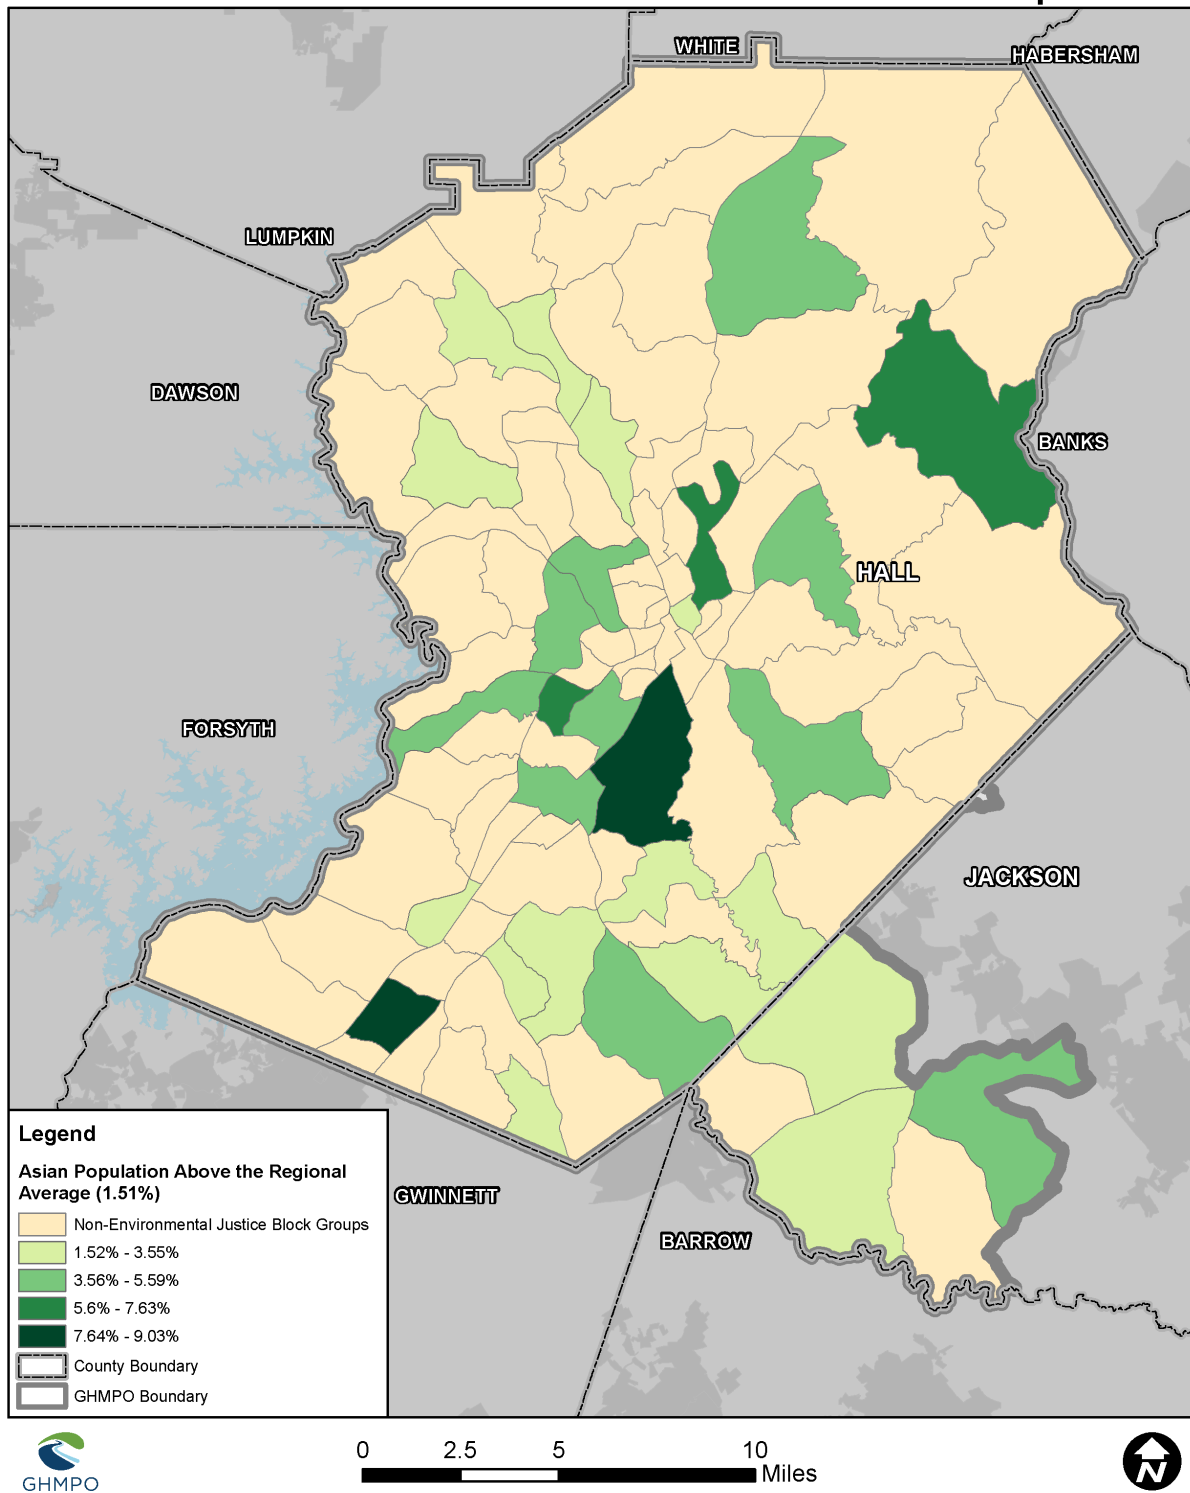 WHITE
HABERSHAM
LUMPKIN
DAWSON
BANKS
HALL
FORSYTH
JACKSON
GWINNETT
BARROW
Legend
Asian Population Above the Regional
Average (1.51%)
Non-Environmental Justice Block Groups
1.52% - 3.55%
3.56% - 5.59%
5.6% - 7.63%
7.64% - 9.03%
County Boundary
GHMPO Boundary
GHMPO
0 2.5 5 10
Miles
N